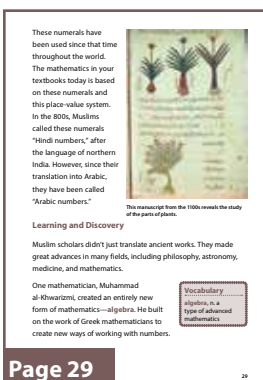 These numerals have
been used since that time
throughout the world.
The mathematics in your
textbooks today is based
on these numerals and
this place-value system.
In the 800s, Muslims
called these numerals
“Hindi numbers,” after
the language of northern
India. However, since their
translation into Arabic,
they have been called
“Arabic numbers.”
This manuscript from the 1100s reveals the study
of the parts of plants.
Learning and Discovery
Muslim scholars didn’t just translate ancient works. They made
great advances in many fields, including philosophy, astronomy,
medicine, and mathematics.
One mathematician, Muhammad
al-Khwarizmi, created an entirely new
form of mathematics—algebra. He built
on the work of Greek mathematicians to
create new ways of working with numbers.
Vocabulary
algebra, n. a
type of advanced
mathematics
Page 29
29